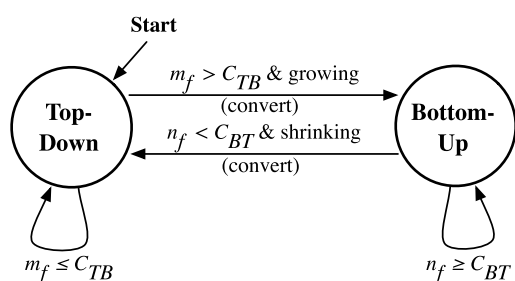 Start
m_f > C_TB & growing
(convert)
Top-
Down
Bottom-
Up
n_f < C_BT & shrinking
(convert)
m_f ≤ C_TB
n_f ≥ C_BT